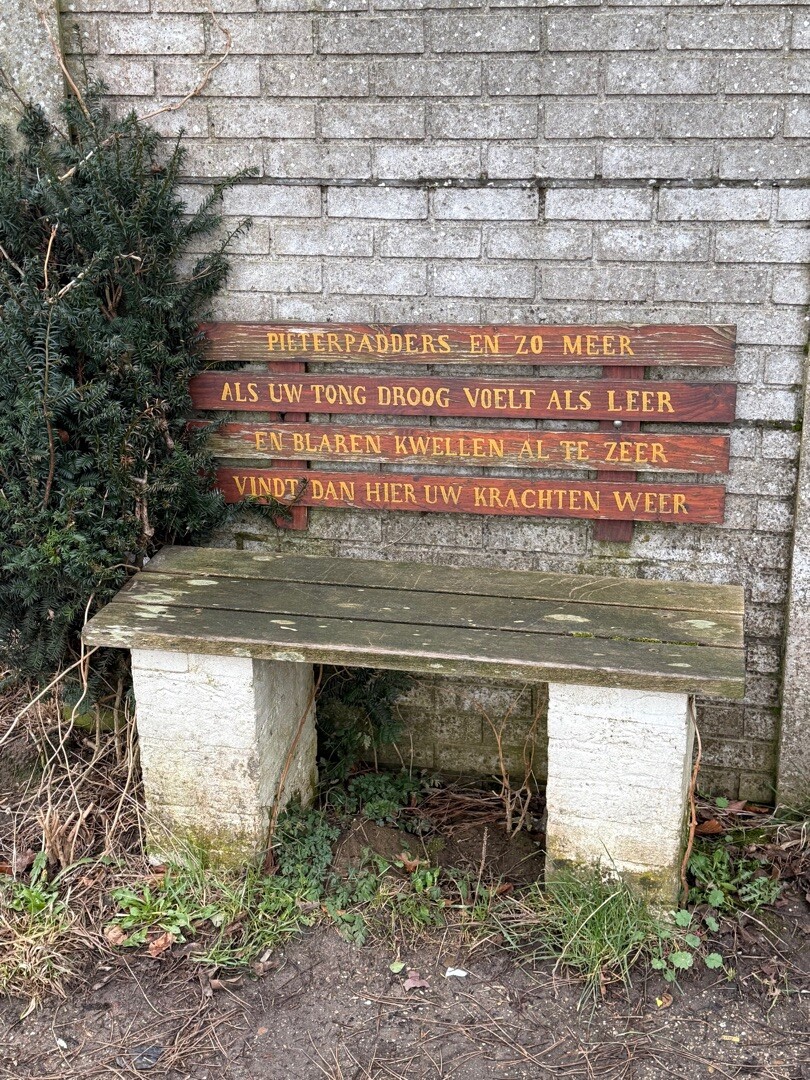 PIETERPADDERS EN ZO MEER
ALS UW TONG DROOG VOELT ALS LEER
EN BLAREN KWELLEN AL TE ZEER
VINDT DAN HIER UW KRACHTEN WEER